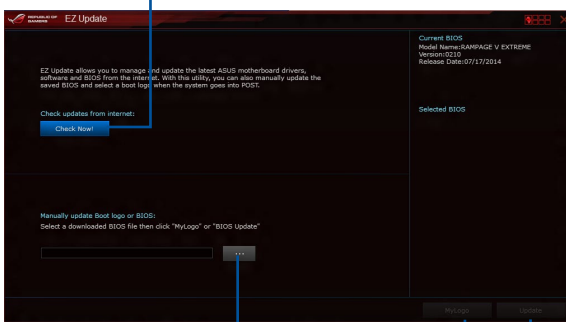 REPUBLIC OF
GAMERS
EZ Update
Current BIOS
Model Name:RAMPAGE V EXTREME
Version:0210
Release Date:07/17/2014
EZ Update allows you to manage and update the latest ASUS motherboard drivers,
software and BIOS from the internet. With this utility, you can also manually update the
saved BIOS and select a boot logo when the system goes into POST.
Check updates from internet:
Check Now!
Selected BIOS
Manually update Boot logo or BIOS:
Select a downloaded BIOS file then click "MyLogo" or "BIOS Update"
...
MyLogo
Update